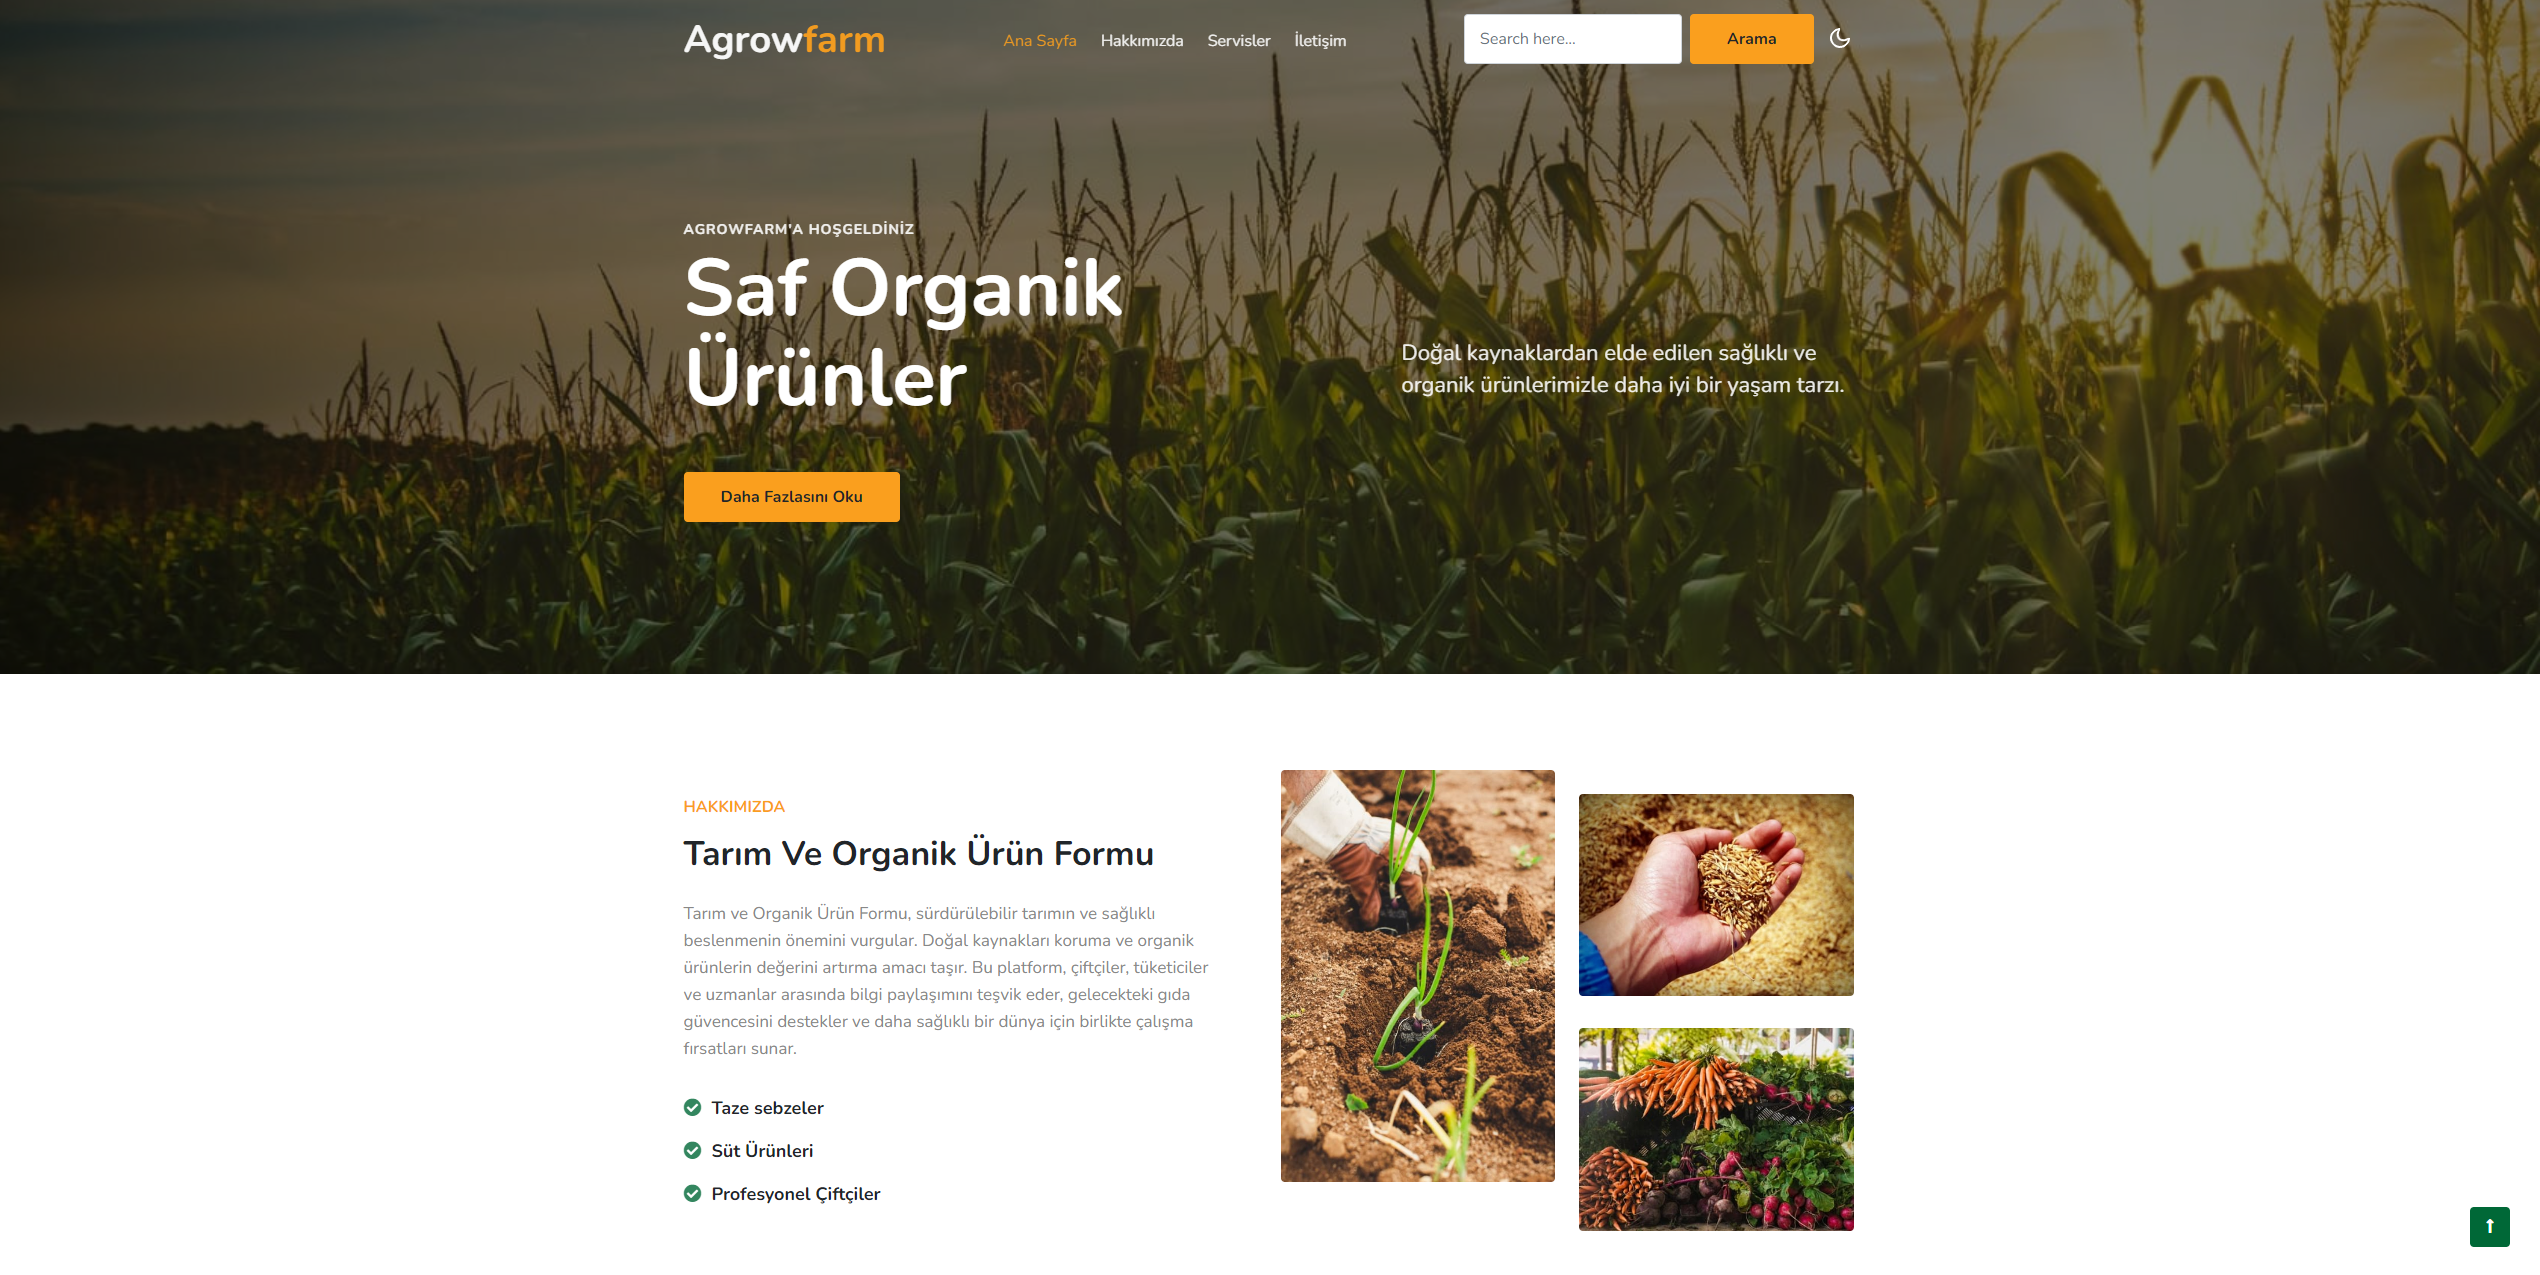 Agrowfarm
Ana Sayfa Hakkımızda Servisler İletişim
Search here...
Arama
AGROWFARM'A HOŞGELDİNİZ
Saf Organik
Ürünler
Doğal kaynaklardan elde edilen sağlıklı ve
organik ürünlerimizle daha iyi bir yaşam tarzı.
Daha Fazlasını Oku
HAKKIMIZDA
Tarım Ve Organik Ürün Formu
Tarım ve Organik Ürün Formu, sürdürülebilir tarımın ve sağlıklı
beslenmenin önemini vurgular. Doğal kaynakları koruma ve organik
ürünlerin değerini artırma amacı taşır. Bu platform, çiftçiler, tüketiciler
ve uzmanlar arasında bilgi paylaşımını teşvik eder, gelecekteki gıda
güvencesini destekler ve daha sağlıklı bir dünya için birlikte çalışma
fırsatları sunar.
Taze sebzeler
Süt Ürünleri
Profesyonel Çiftçiler